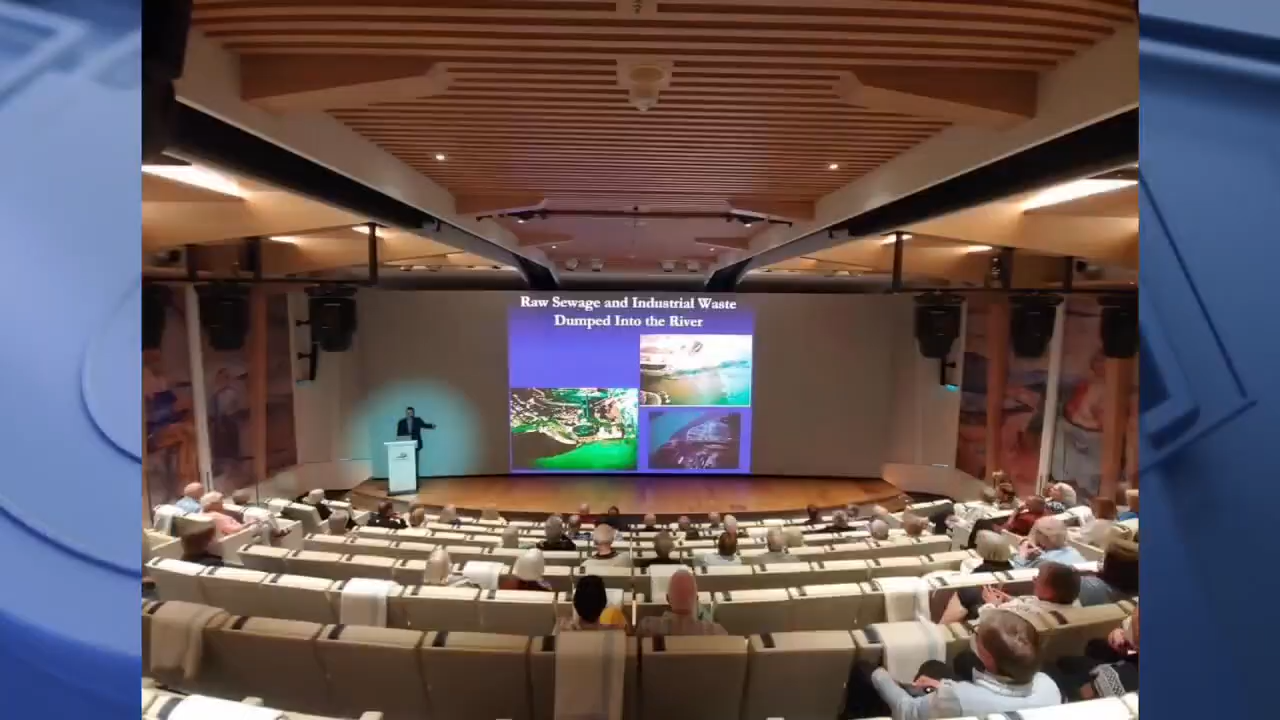 Raw Sewage and Industrial Waste
Dumped Into the River